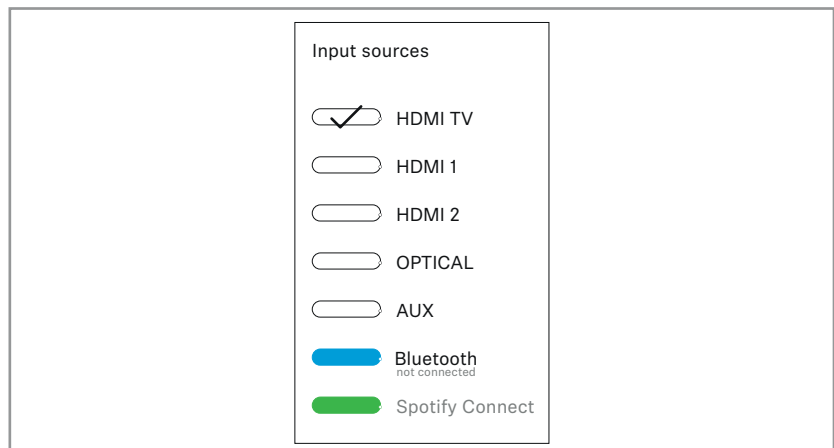 Input sources
HDMI TV
HDMI 1
HDMI 2
OPTICAL
AUX
Bluetooth
not connected
Spotify Connect